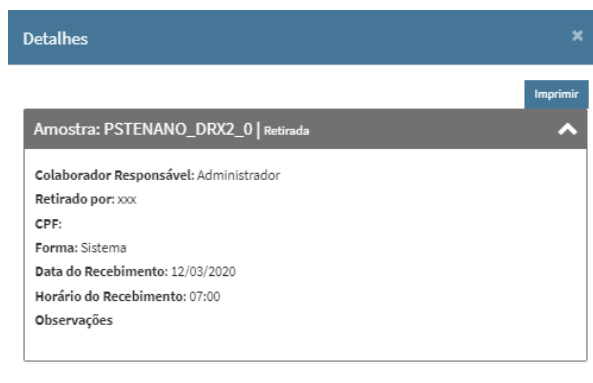 Detalhes ×
Imprimir
Amostra: PSTENANO_DRX2_0 | Retirada
Colaborador Responsável: Administrador
Retirado por: xxx
CPF:
Forma: Sistema
Data do Recebimento: 12/03/2020
Horário do Recebimento: 07:00
Observações